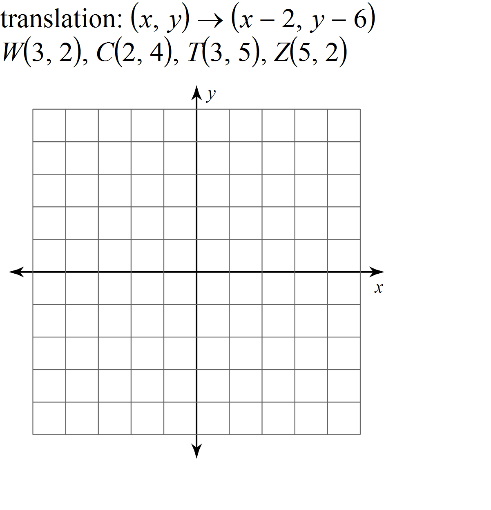 translation: (x, y) → (x − 2, y − 6)
W(3, 2), C(2, 4), T(3, 5), Z(5, 2)
y
x